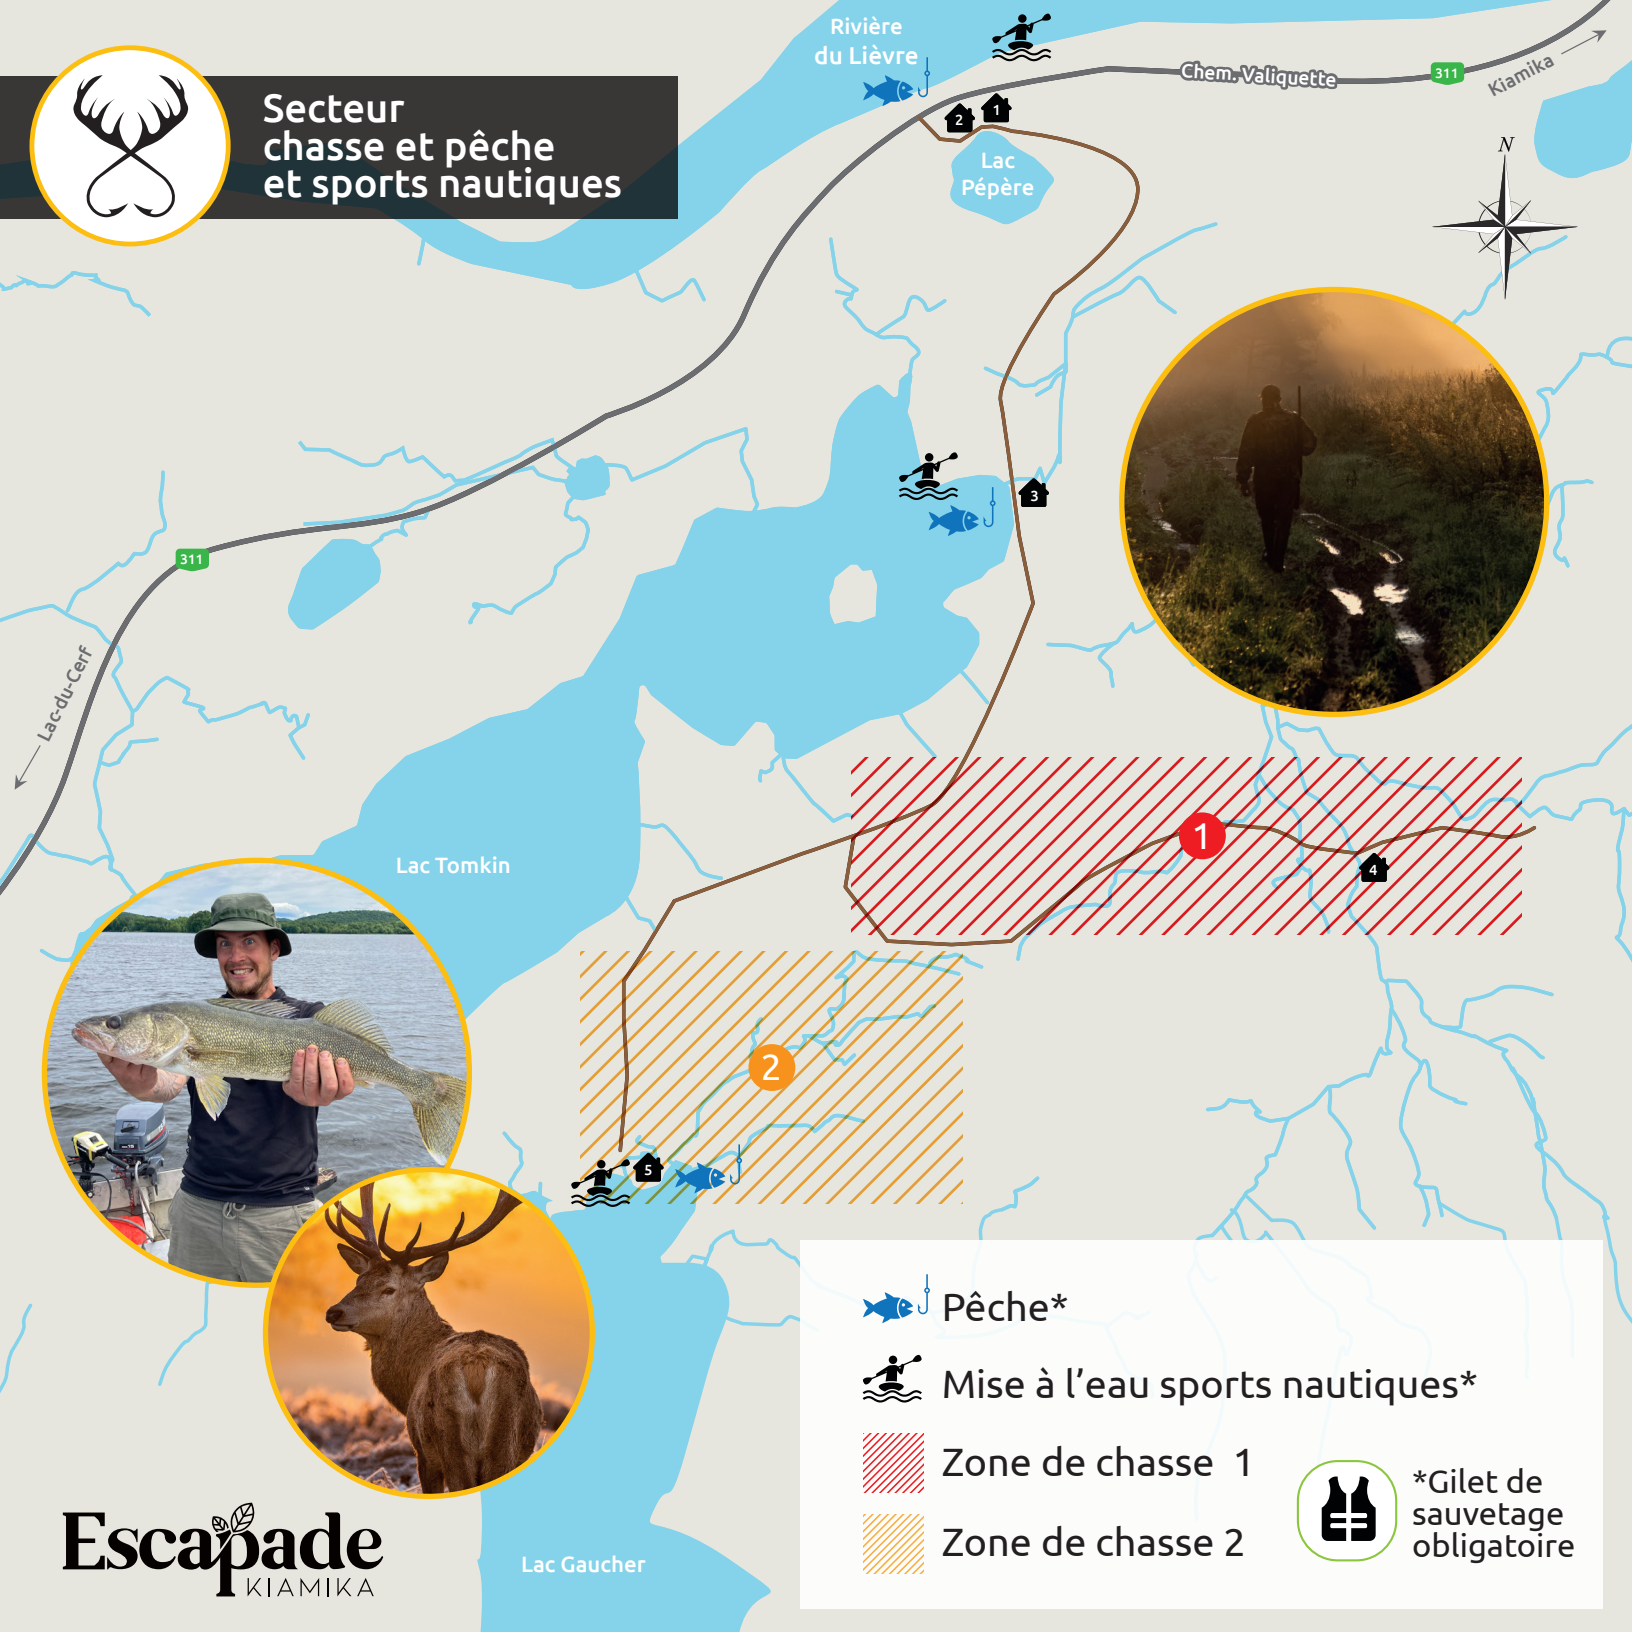 Secteur
chasse et pêche
et sports nautiques
Rivière
du Lièvre
Chem. Valiquette
311
Kiamika
N
2
1
Lac
Pépère
3
311
Lac-du-Cerf
1
4
Lac Tomkin
2
5
Lac Gaucher
Pêche*
Mise à l’eau sports nautiques*
Zone de chasse 1
Zone de chasse 2
*Gilet de
sauvetage
obligatoire
Escapade
KIAMIKA